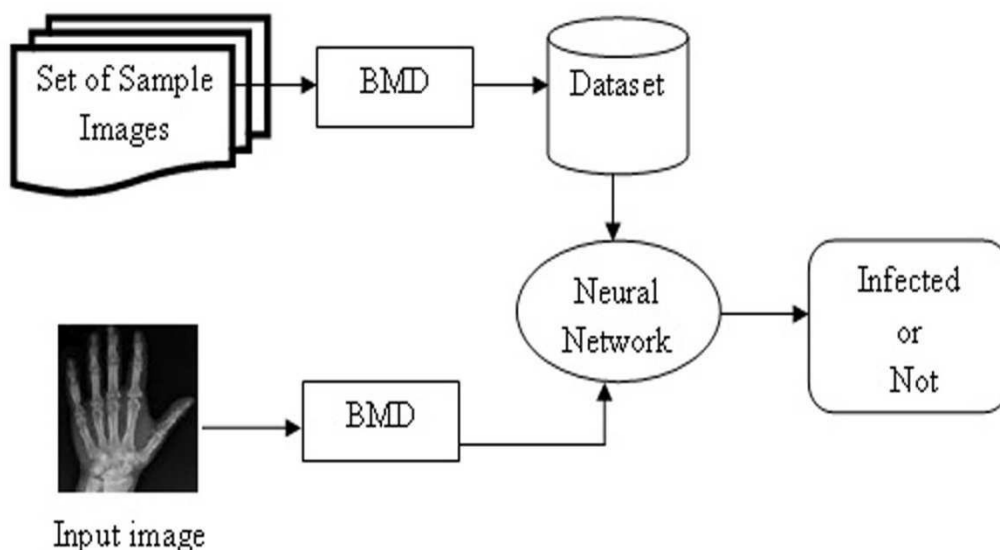 Set of Sample
Images
BMD
Dataset
Neural
Network
Infected
or
Not
BMD
Input image